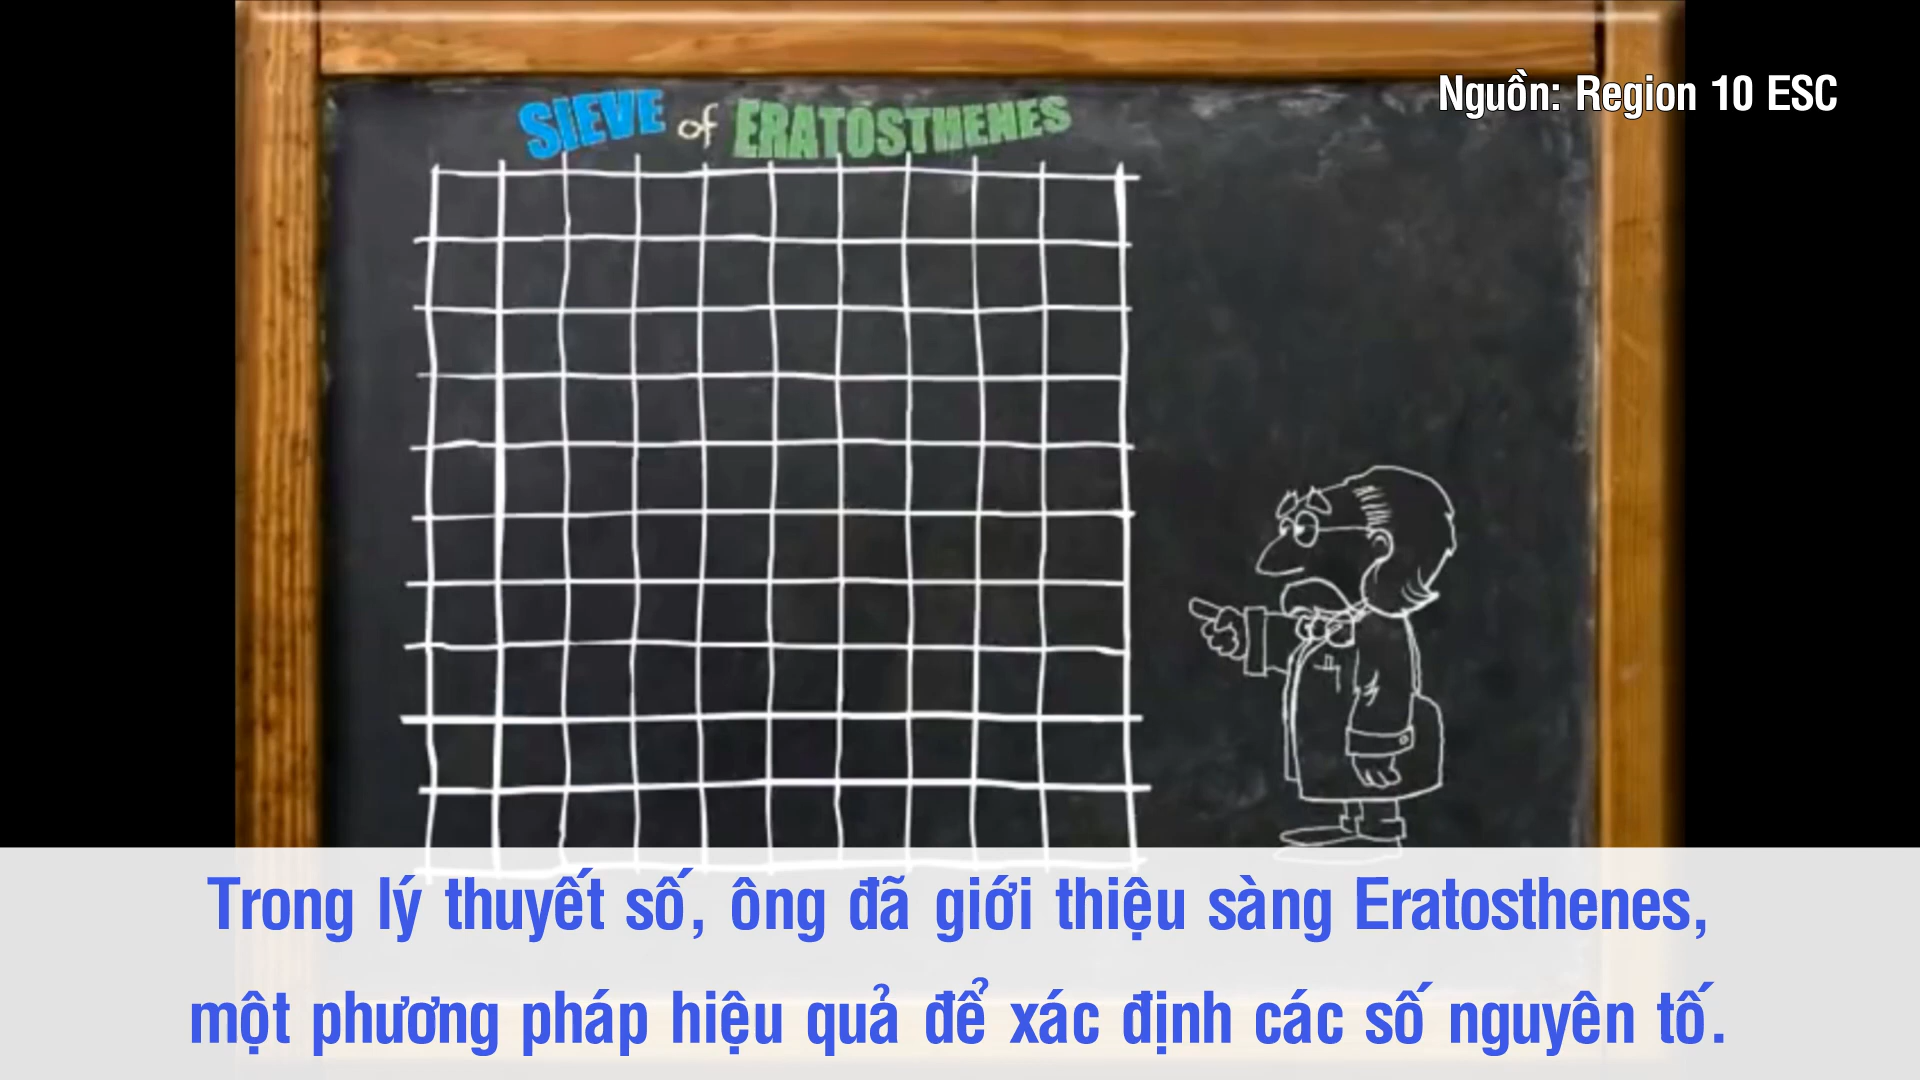 SIEVE of ERATOSTHENES
Nguồn: Region 10 ESC
Trong lý thuyết số, ông đã giới thiệu sàng Eratosthenes,
một phương pháp hiệu quả để xác định các số nguyên tố.